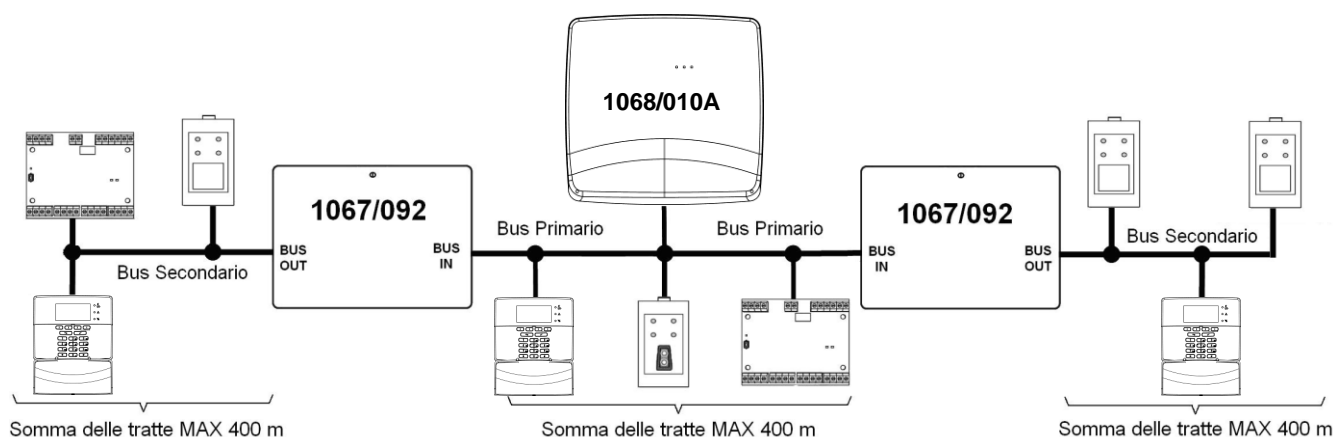 1068/010A
1067/092
1067/092
Bus Primario
Bus Primario
BUS
OUT
BUS
IN
BUS
IN
BUS
OUT
Bus Secondario
Bus Secondario
Somma delle tratte MAX 400 m
Somma delle tratte MAX 400 m
Somma delle tratte MAX 400 m